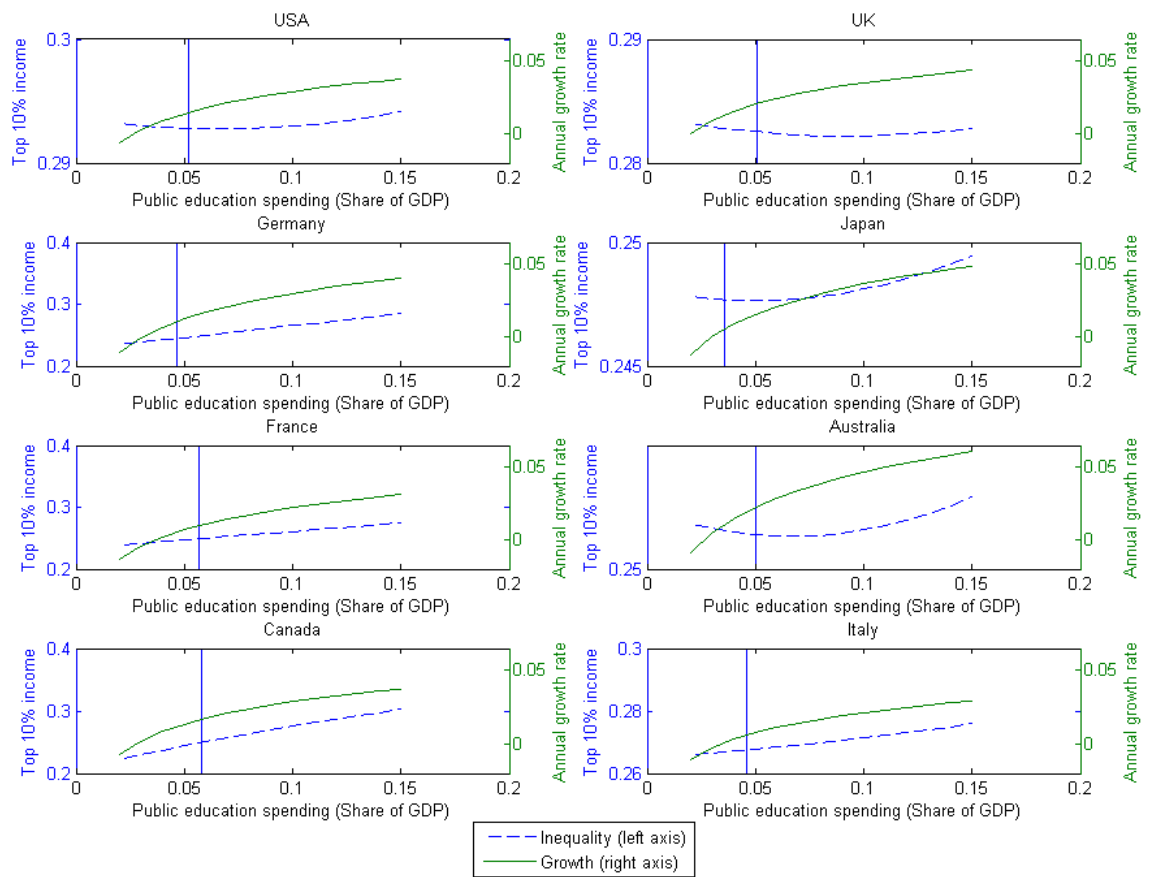 USA
0.3
0.29
Top 10% income
0.05
0
Annual growth rate
0
0.05
0.1
0.15
0.2
Public education spending (Share of GDP)
UK
0.29
0.28
Top 10% income
0.05
0
Annual growth rate
0
0.05
0.1
0.15
0.2
Public education spending (Share of GDP)
Germany
0.4
0.3
0.2
Top 10% income
0.05
0
Annual growth rate
0
0.05
0.1
0.15
0.2
Public education spending (Share of GDP)
Japan
0.25
0.245
Top 10% income
0.05
0
Annual growth rate
0
0.05
0.1
0.15
0.2
Public education spending (Share of GDP)
France
0.4
0.3
0.2
Top 10% income
0.05
0
Annual growth rate
0
0.05
0.1
0.15
0.2
Public education spending (Share of GDP)
Australia
0.25
Top 10% income
0.05
0
Annual growth rate
0
0.05
0.1
0.15
0.2
Public education spending (Share of GDP)
Canada
0.4
0.3
0.2
Top 10% income
0.05
0
Annual growth rate
0
0.05
0.1
0.15
0.2
Public education spending (Share of GDP)
Italy
0.3
0.28
0.26
Top 10% income
0.05
0
Annual growth rate
0
0.05
0.1
0.15
0.2
Public education spending (Share of GDP)
Inequality (left axis)
Growth (right axis)